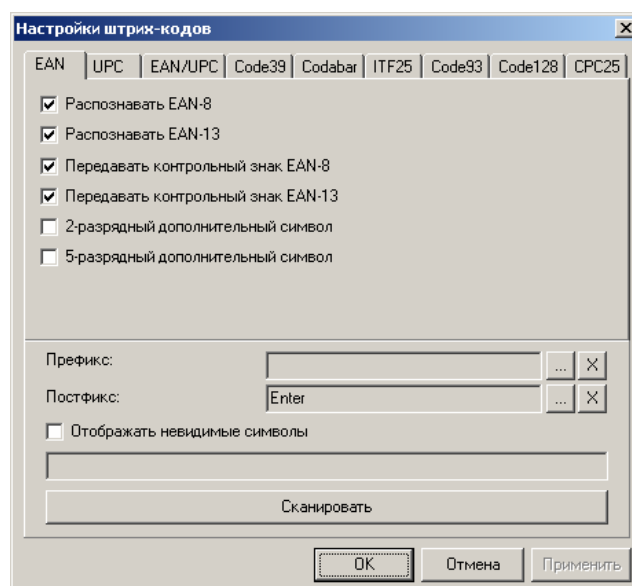 Настройки штрих-кодов
EAN UPC EAN/UPC Code39 Codabar ITF25 Code93 Code128 CPC25
Распознавать EAN-8
Распознавать EAN-13
Передавать контрольный знак EAN-8
Передавать контрольный знак EAN-13
2-разрядный дополнительный символ
5-разрядный дополнительный символ
Префикс: ... X
Постфикс: Enter ... X
Отображать невидимые символы
Сканировать
OK Отмена Применить